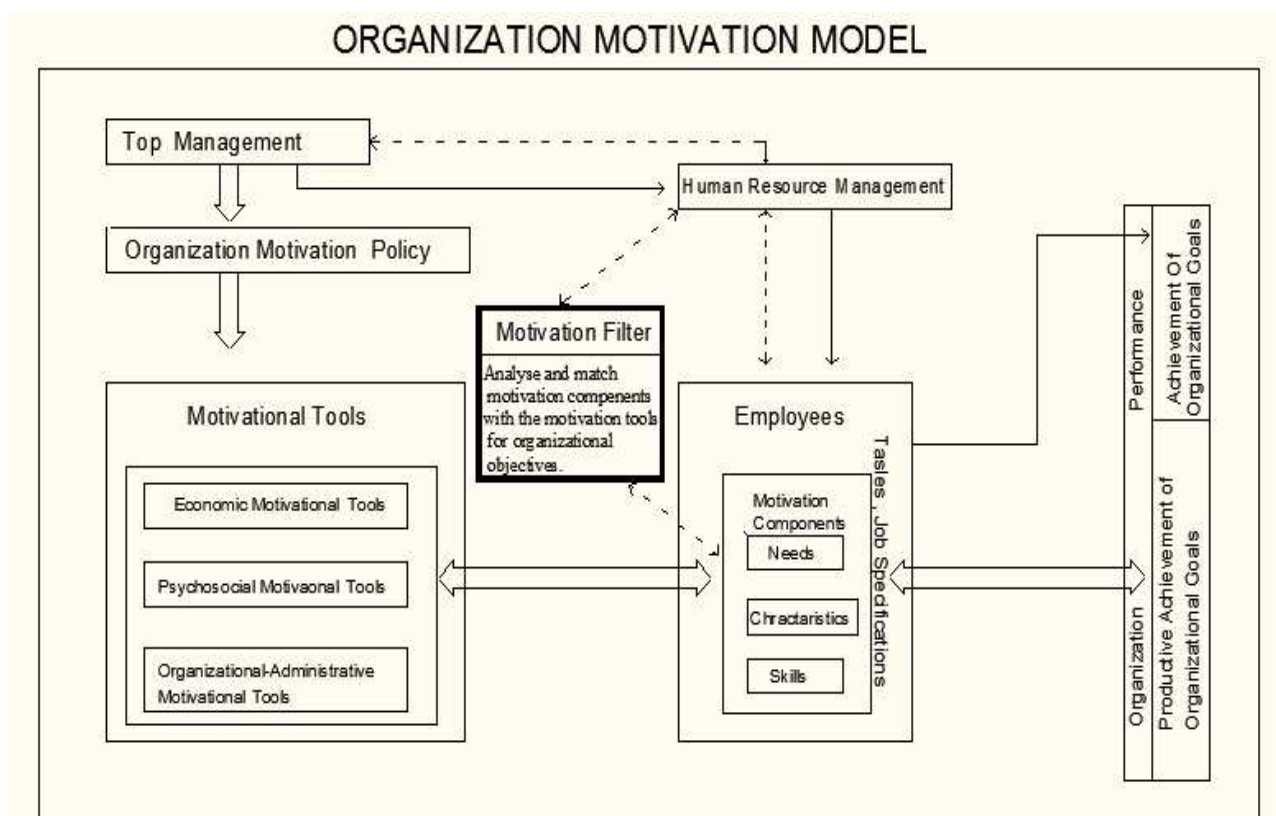 ORGANIZATION MOTIVATION MODEL
Top Management
Human Resource Management
Organization Motivation Policy
Motivation Filter
Analyse and match
motivation compenents
with the motivation tools
for organizational
objectives.
Motivational Tools
Economic Motivational Tools
Psychosocial Motivaonal Tools
Organizational-Administrative
Motivational Tools
Employees
Motivation
Components
Needs
Chractaristics
Skills
Tasles , Job Specifications
Organization Performance
Achievement Of
Organizational Goals
Productive Achievement of
Organizational Goals